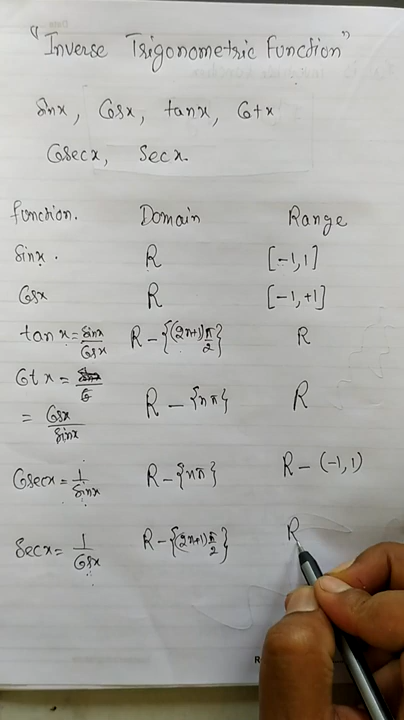 "Inverse Trigonometric function"
sinx, Cosx, tanx, Cotx
Cosecx, Secx.
function. Domain Range
Sinx. R [-1,1]
Cosx R [-1,+1]
tan x = sinx/Cosx R - {(2n+1)π/2} R
Cot x =
= Cosx/sinx R - {nπ} R
Cosecx = 1/sinx R - {nπ} R - (-1,1)
Secx = 1/Cosx R - {(2n+1)π/2} R